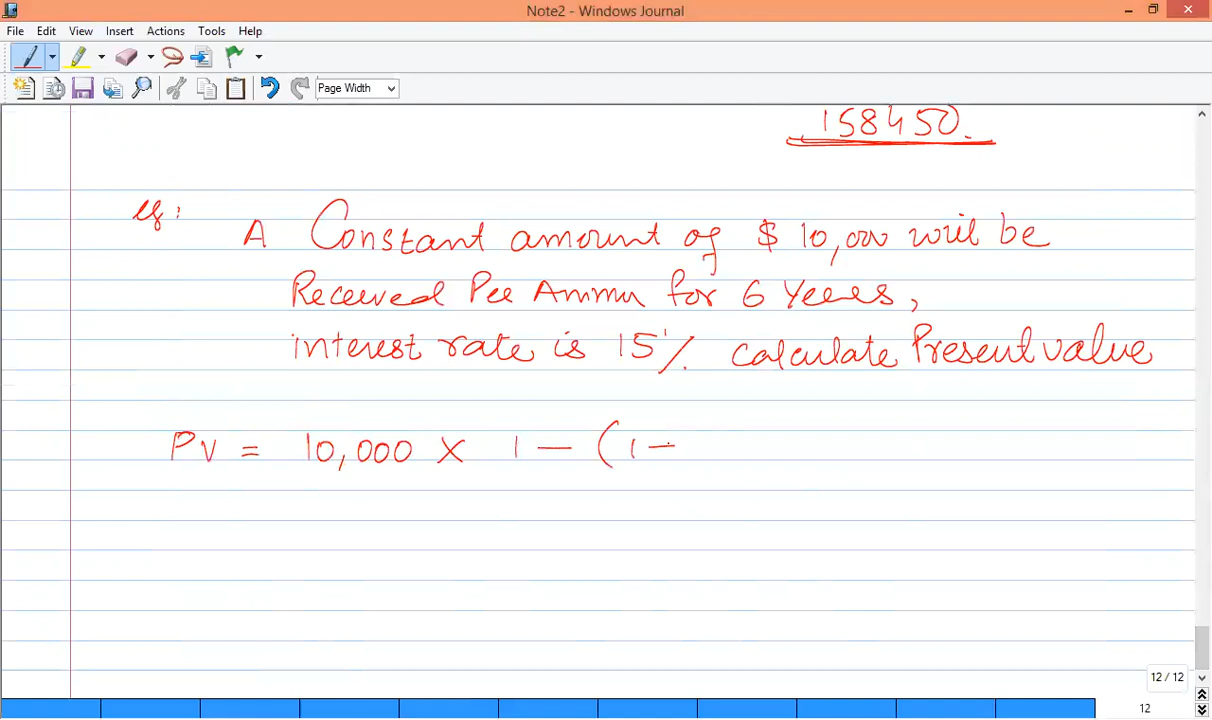 Note2 - Windows Journal
File Edit View Insert Actions Tools Help
Page Width
158450.
eg:
A Constant amount of $ 10,000 will be
Received Per Annum for 6 Years,
interest rate is 15%. calculate Present value
PV = 10,000 X 1 — (1 —
12 / 12
12